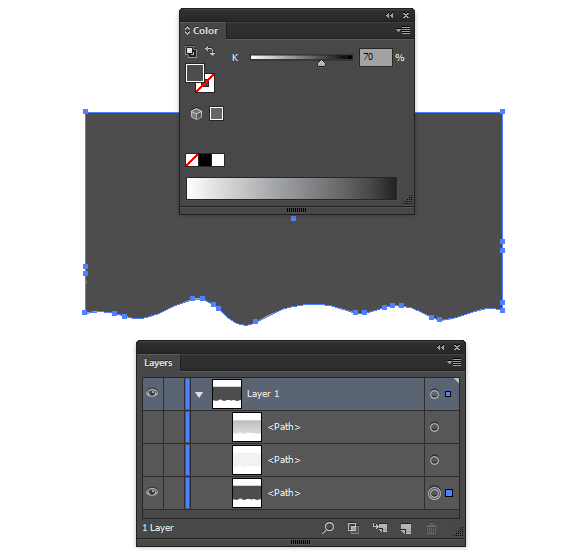 Color
K 70 %
Layers
Layer 1
<Path>
<Path>
<Path>
1 Layer